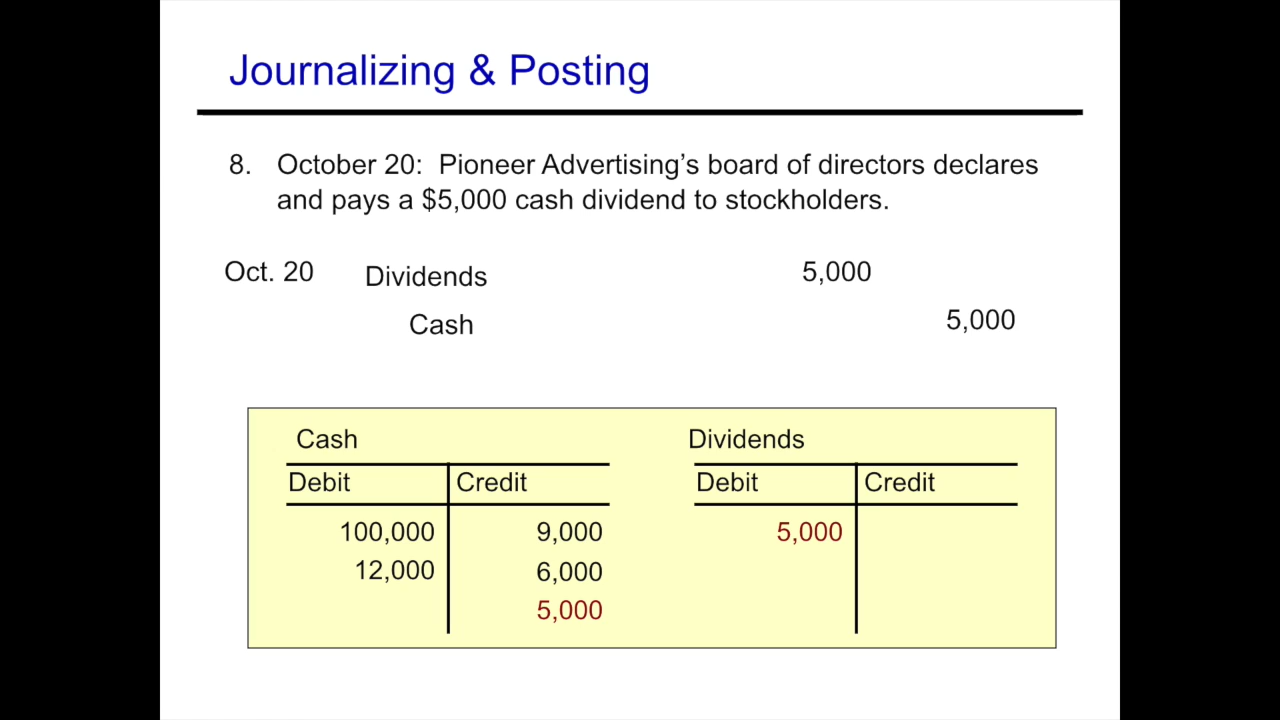 Journalizing & Posting
8. October 20: Pioneer Advertising’s board of directors declares
and pays a $5,000 cash dividend to stockholders.
Oct. 20 Dividends 5,000
Cash 5,000
Cash Dividends
Debit Credit Debit Credit
100,000 9,000 5,000
12,000 6,000
5,000